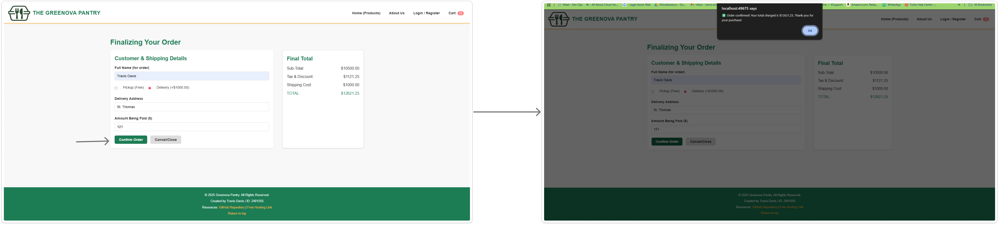 THE GREENOVA PANTRY
Home (Products) About Us Login / Register Cart (3)
Finalizing Your Order
Customer & Shipping Details
Full Name (for order)
Travis Davis
Pickup (Free) Delivery (+$1000.00)
Delivery Address
St. Thomas
Amount Being Paid ($)
121
Confirm Order Cancel/Close
Final Total
Sub-Total: $10500.00
Tax & Discount: $1121.25
Shipping Cost: $1000.00
TOTAL: $12621.25
© 2025 Greenova Pantry. All Rights Reserved.
Created by Travis Davis | ID: 2401555
Resources: GitHub Repository | Free Hosting Link
Return to top
Meet - Dev Ops All About Cloud Voi... - Legal Assist Web Miscellaneous - Go... Inbox - travis.om me • KSupport Amazon.com: Resta... WhatsApp Twilio Help Center -... » All Bookmarks
localhost:49675 says
✅ Order confirmed! Your total charged is $12621.25. Thank you for
your purchase!
OK
THE GREENOVA PANTRY
Home (Products) About Us Login / Register Cart (3)
Finalizing Your Order
Customer & Shipping Details
Full Name (for order)
Travis Davis
Pickup (Free) Delivery (+$1000.00)
Delivery Address
St. Thomas
Amount Being Paid ($)
121
Confirm Order Cancel/Close
Final Total
Sub-Total: $10500.00
Tax & Discount: $1121.25
Shipping Cost: $1000.00
TOTAL: $12621.25
© 2025 Greenova Pantry. All Rights Reserved.
Created by Travis Davis | ID: 2401555
Resources: GitHub Repository | Free Hosting Link
Return to top